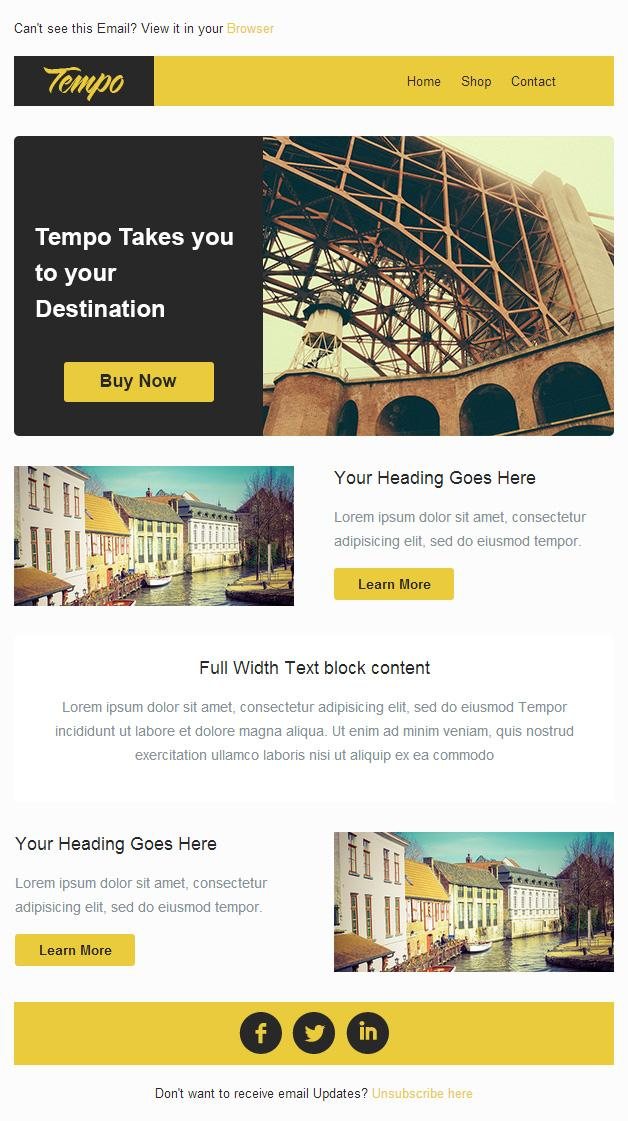 Can't see this Email? View it in your Browser
Tempo
Home Shop Contact
Tempo Takes you
to your
Destination
Buy Now
Your Heading Goes Here
Lorem ipsum dolor sit amet, consectetur
adipisicing elit, sed do eiusmod tempor.
Learn More
Full Width Text block content
Lorem ipsum dolor sit amet, consectetur adipisicing elit, sed do eiusmod Tempor
incididunt ut labore et dolore magna aliqua. Ut enim ad minim veniam, quis nostrud
exercitation ullamco laboris nisi ut aliquip ex ea commodo
Your Heading Goes Here
Lorem ipsum dolor sit amet, consectetur
adipisicing elit, sed do eiusmod tempor.
Learn More
f in
Don't want to receive email Updates? Unsubscribe here